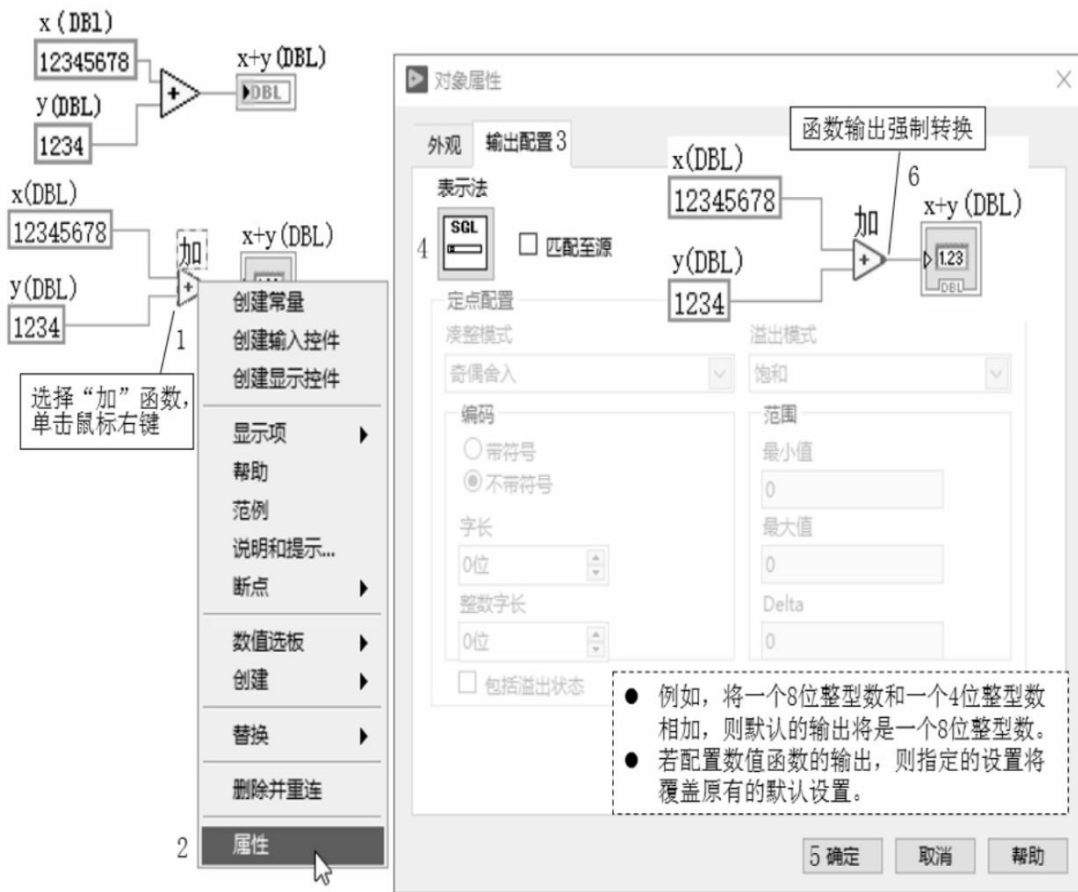 x(DBl)
12345678
x+y(DBL)
DBL
y(DBL)
1234
x(DBL)
12345678
加
x+y(DBL)
y(DBL)
1234
1
选择“加”函数，
单击鼠标右键
创建常量
创建输入控件
创建显示控件
显示项
帮助
范例
说明和提示...
断点
数值选板
创建
替换
删除并重连
2
属性
对象属性
外观
输出配置3
函数输出强制转换
6
x(DBL)
12345678
加
x+y(DBL)
1.23
DBL
y(DBL)
1234
表示法
4
SGL
匹配至源
定点配置
凑整模式
奇偶舍入
溢出模式
饱和
编码
带符号
不带符号
字长
0位
整数字长
0位
包括溢出状态
范围
最小值
0
最大值
0
Delta
0
● 例如，将一个8位整型数和一个4位整型数
相加，则默认的输出将是一个8位整型数。
● 若配置数值函数的输出，则指定的设置将
覆盖原有的默认设置。
5 确定
取消
帮助